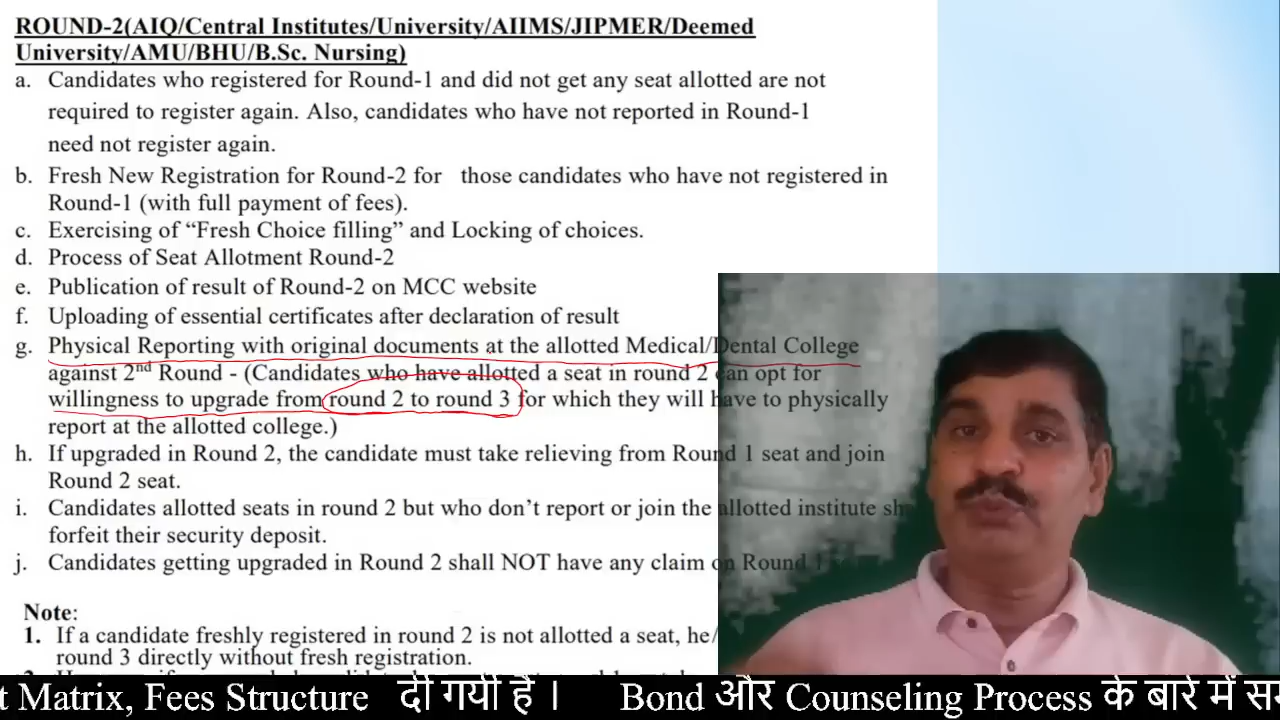 ROUND-2(AIQ/Central Institutes/University/AIIMS/JIPMER/Deemed
University/AMU/BHU/B.Sc. Nursing)
a. Candidates who registered for Round-1 and did not get any seat allotted are not
required to register again. Also, candidates who have not reported in Round-1
need not register again.
b. Fresh New Registration for Round-2 for those candidates who have not registered in
Round-1 (with full payment of fees).
c. Exercising of “Fresh Choice filling” and Locking of choices.
d. Process of Seat Allotment Round-2
e. Publication of result of Round-2 on MCC website
f. Uploading of essential certificates after declaration of result
g. Physical Reporting with original documents at the allotted Medical/Dental College
against 2nd Round - (Candidates who have allotted a seat in round 2 can opt for
willingness to upgrade from round 2 to round 3 for which they will have to physically
report at the allotted college.)
h. If upgraded in Round 2, the candidate must take relieving from Round 1 seat and join
Round 2 seat.
i. Candidates allotted seats in round 2 but who don’t report or join the allotted institute
forfeit their security deposit.
j. Candidates getting upgraded in Round 2 shall NOT have any claim on Round 1
Note:
1. If a candidate freshly registered in round 2 is not allotted a seat, he/
round 3 directly without fresh registration.
Matrix, Fees Structure दी गयी है । Bond और Counseling Process के बारे में